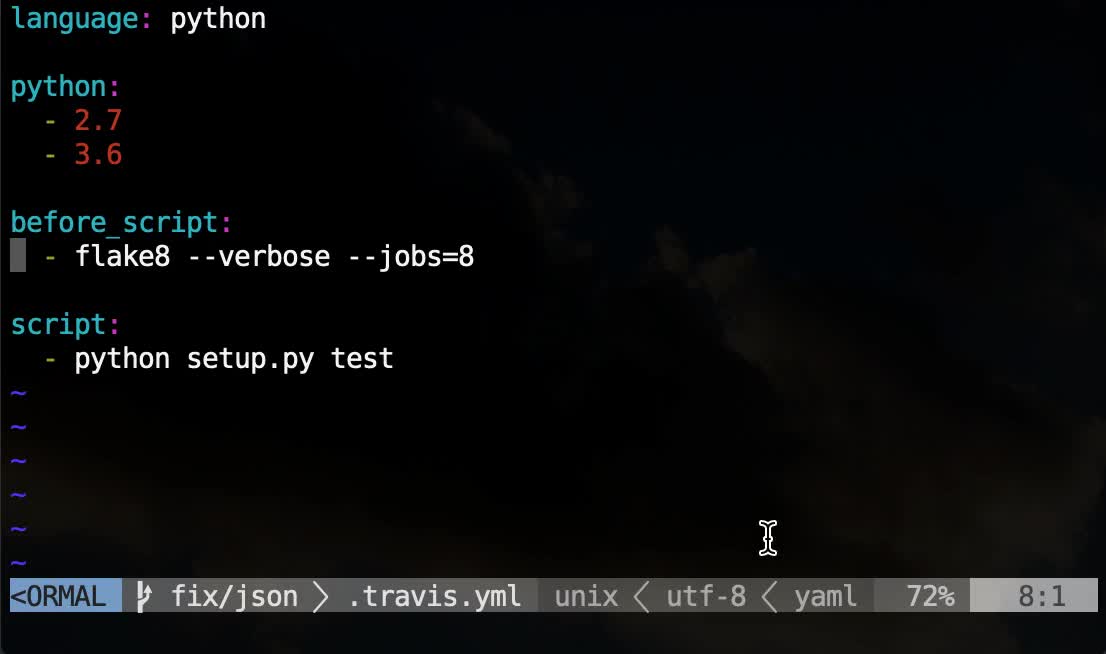 language: python
python:
- 2.7
- 3.6
before_script:
- flake8 --verbose --jobs=8
script:
- python setup.py test
~
~
~
~
~
~
<ORMAL fix/json > .travis.yml unix < utf-8 < yaml 72% 8:1